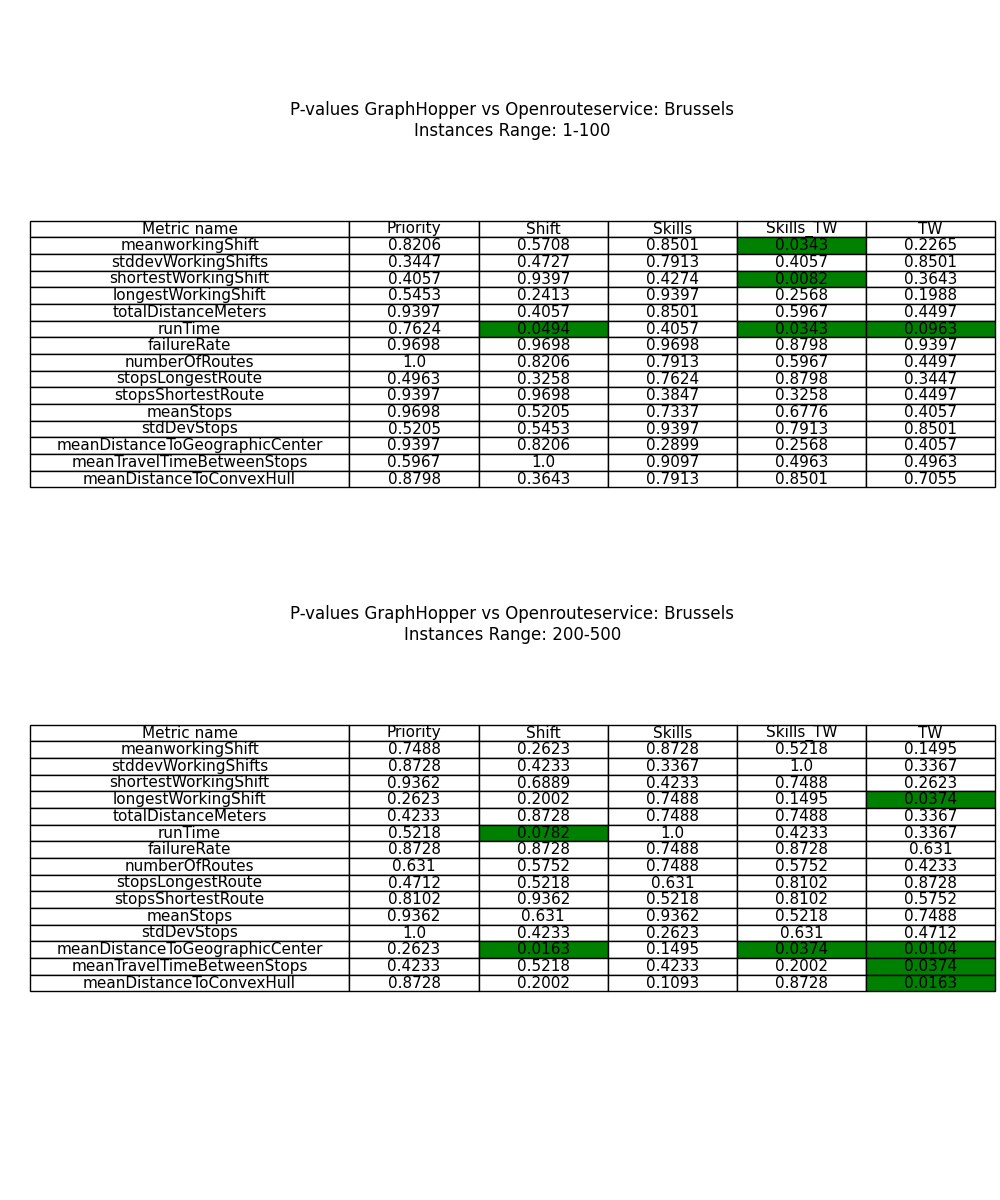 P-values GraphHopper vs Openrouteservice: Brussels
Instances Range: 1-100
Metric name Priority Shift Skills Skills_TW TW
meanworkingShift 0.8206 0.5708 0.8501 0.0343 0.2265
stddevWorkingShifts 0.3447 0.4727 0.7913 0.4057 0.8501
shortestWorkingShift 0.4057 0.9397 0.4274 0.0082 0.3643
longestWorkingShift 0.5453 0.2413 0.9397 0.2568 0.1988
totalDistanceMeters 0.9397 0.4057 0.8501 0.5967 0.4497
runTime 0.7624 0.0494 0.4057 0.0343 0.0963
failureRate 0.9698 0.9698 0.9698 0.8798 0.9397
numberOfRoutes 1.0 0.8206 0.7913 0.5967 0.4497
stopsLongestRoute 0.4963 0.3258 0.7624 0.8798 0.3447
stopsShortestRoute 0.9397 0.9698 0.3847 0.3258 0.4497
meanStops 0.9698 0.5205 0.7337 0.6776 0.4057
stdDevStops 0.5205 0.5453 0.9397 0.7913 0.8501
meanDistanceToGeographicCenter 0.9397 0.8206 0.2899 0.2568 0.4057
meanTravelTimeBetweenStops 0.5967 1.0 0.9097 0.4963 0.4963
meanDistanceToConvexHull 0.8798 0.3643 0.7913 0.8501 0.7055
P-values GraphHopper vs Openrouteservice: Brussels
Instances Range: 200-500
Metric name Priority Shift Skills Skills_TW TW
meanworkingShift 0.7488 0.2623 0.8728 0.5218 0.1495
stddevWorkingShifts 0.8728 0.4233 0.3367 1.0 0.3367
shortestWorkingShift 0.9362 0.6889 0.4233 0.7488 0.2623
longestWorkingShift 0.2623 0.2002 0.7488 0.1495 0.0374
totalDistanceMeters 0.4233 0.8728 0.7488 0.7488 0.3367
runTime 0.5218 0.0782 1.0 0.4233 0.3367
failureRate 0.8728 0.8728 0.7488 0.8728 0.631
numberOfRoutes 0.631 0.5752 0.7488 0.5752 0.4233
stopsLongestRoute 0.4712 0.5218 0.631 0.8102 0.8728
stopsShortestRoute 0.8102 0.9362 0.5218 0.8102 0.5752
meanStops 0.9362 0.631 0.9362 0.5218 0.7488
stdDevStops 1.0 0.4233 0.2623 0.631 0.4712
meanDistanceToGeographicCenter 0.2623 0.0163 0.1495 0.0374 0.0104
meanTravelTimeBetweenStops 0.4233 0.5218 0.4233 0.2002 0.0374
meanDistanceToConvexHull 0.8728 0.2002 0.1093 0.8728 0.0163